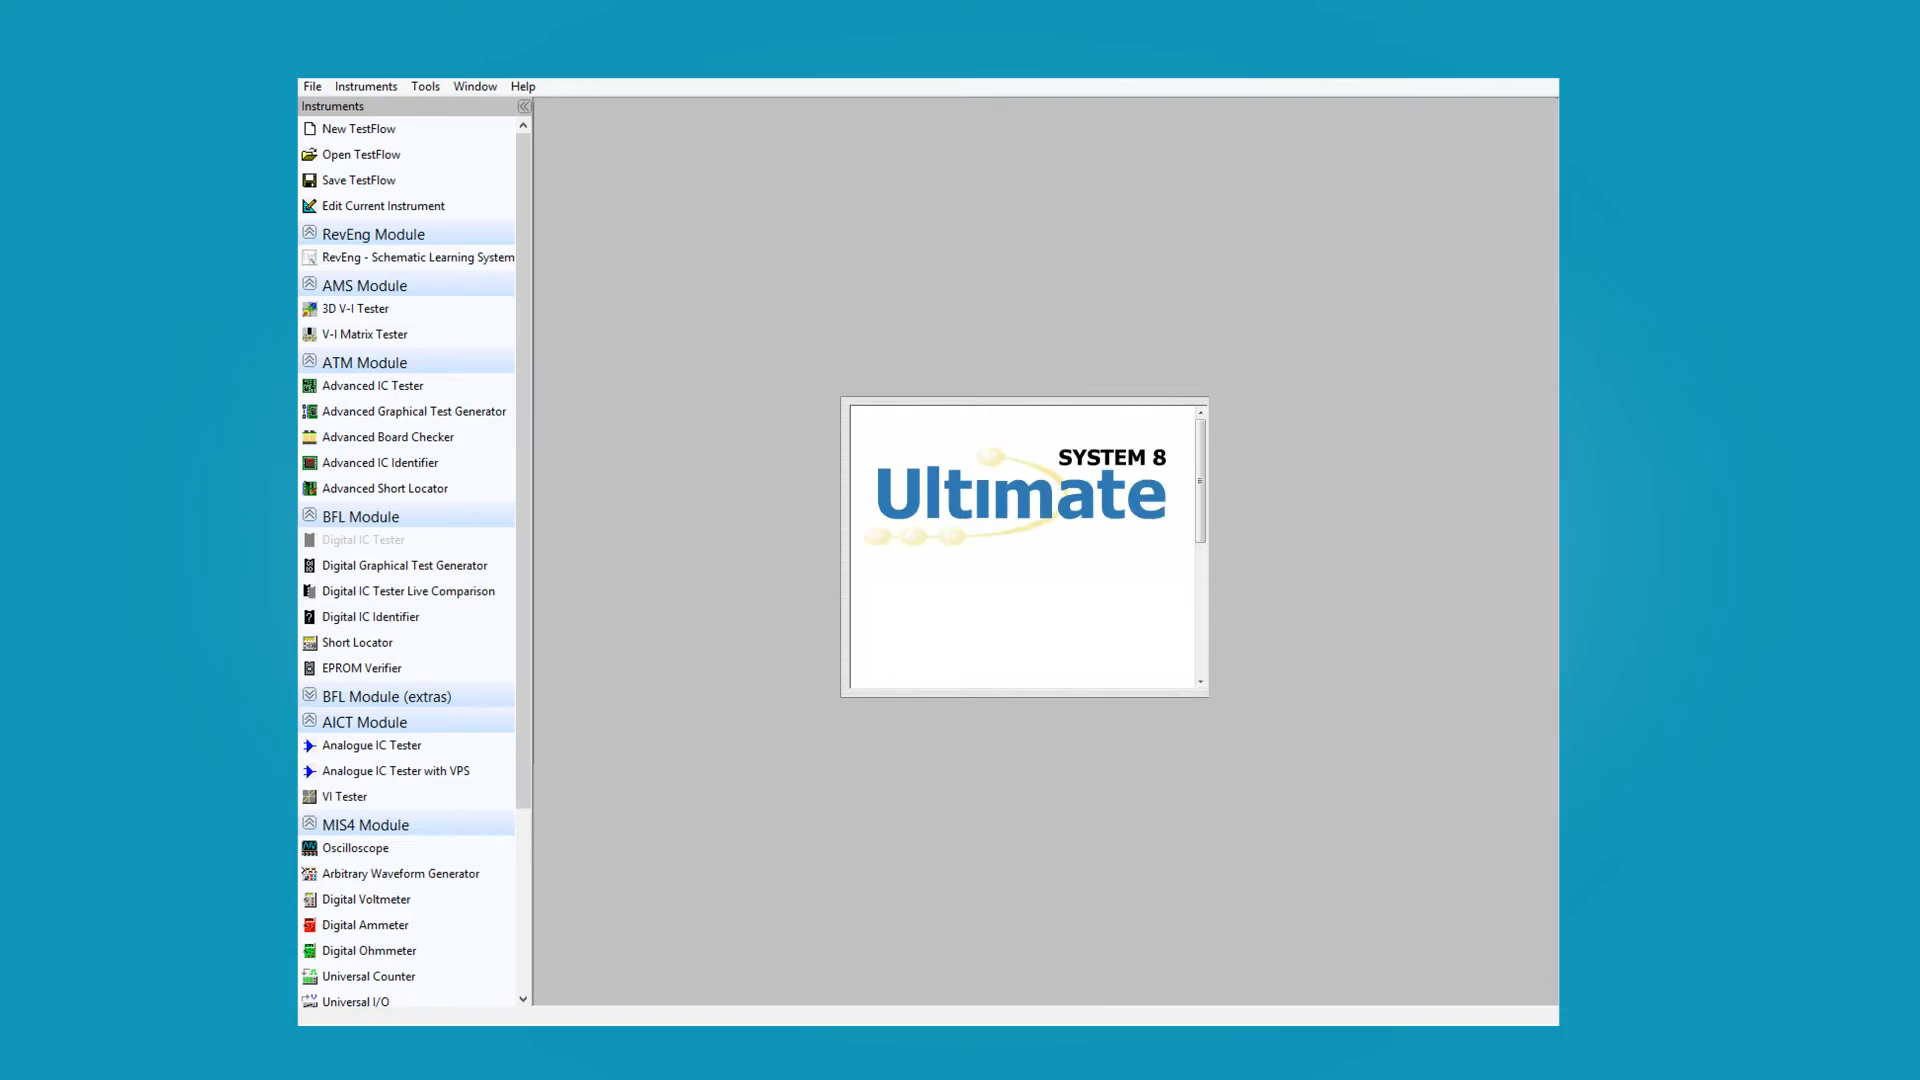 File Instruments Tools Window Help
Instruments
New TestFlow
Open TestFlow
Save TestFlow
Edit Current Instrument
RevEng Module
RevEng - Schematic Learning System
AMS Module
3D V-I Tester
V-I Matrix Tester
ATM Module
Advanced IC Tester
Advanced Graphical Test Generator
Advanced Board Checker
Advanced IC Identifier
Advanced Short Locator
BFL Module
Digital IC Tester
Digital Graphical Test Generator
Digital IC Tester Live Comparison
Digital IC Identifier
Short Locator
EPROM Verifier
BFL Module (extras)
AICT Module
Analogue IC Tester
Analogue IC Tester with VPS
VI Tester
MIS4 Module
Oscilloscope
Arbitrary Waveform Generator
Digital Voltmeter
Digital Ammeter
Digital Ohmmeter
Universal Counter
Universal I/O
SYSTEM 8
Ultimate